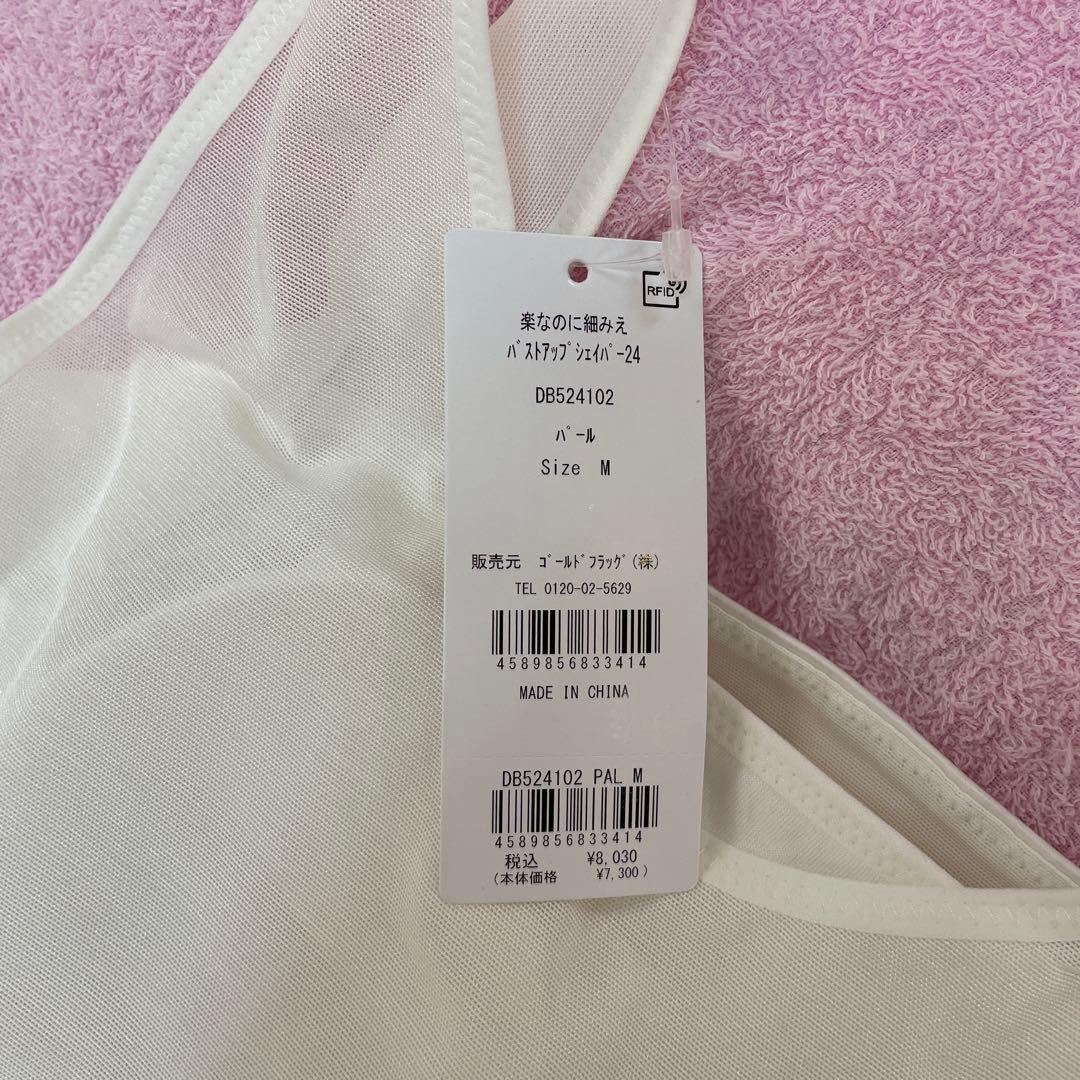 RFID
楽なのに細みえ
ﾊﾞｽﾄｱｯﾌﾟｼｪｲﾊﾟｰ24
DB524102
ﾊﾟｰﾙ
Size M
販売元 ｺﾞｰﾙﾄﾞﾌﾗｯｸﾞ(株)
TEL 0120-02-5629
4589856833414
MADE IN CHINA
DB524102 PAL M
4589856833414
税込 ¥8,030
(本体価格 ¥7,300)